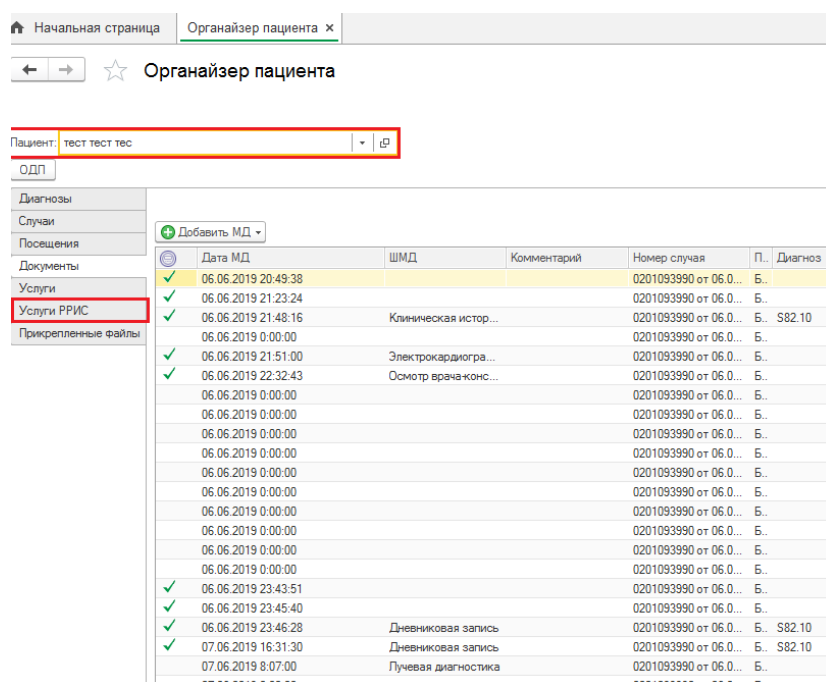 Начальная страница Органайзер пациента ×
Органайзер пациента
Пациент: тест тест тес
ОДП
Диагнозы
Случаи
Посещения
Документы
Услуги
Услуги РРИС
Прикрепленные файлы
Добавить МД
Дата МД ШМД Комментарий Номер случая П.. Диагноз
06.06.2019 20:49:38 0201093990 от 06.0... Б..
06.06.2019 21:23:24 0201093990 от 06.0... Б..
06.06.2019 21:48:16 Клиническая истор... 0201093990 от 06.0... Б.. S82.10
06.06.2019 0:00:00 0201093990 от 06.0... Б..
06.06.2019 21:51:00 Электрокардиогра... 0201093990 от 06.0... Б..
06.06.2019 22:32:43 Осмотр врача-конс... 0201093990 от 06.0... Б..
06.06.2019 0:00:00 0201093990 от 06.0... Б..
06.06.2019 0:00:00 0201093990 от 06.0... Б..
06.06.2019 0:00:00 0201093990 от 06.0... Б..
06.06.2019 0:00:00 0201093990 от 06.0... Б..
06.06.2019 0:00:00 0201093990 от 06.0... Б..
06.06.2019 0:00:00 0201093990 от 06.0... Б..
06.06.2019 0:00:00 0201093990 от 06.0... Б..
06.06.2019 0:00:00 0201093990 от 06.0... Б..
06.06.2019 0:00:00 0201093990 от 06.0... Б..
06.06.2019 0:00:00 0201093990 от 06.0... Б..
06.06.2019 23:43:51 0201093990 от 06.0... Б..
06.06.2019 23:45:40 0201093990 от 06.0... Б..
06.06.2019 23:46:28 Дневниковая запись 0201093990 от 06.0... Б.. S82.10
07.06.2019 16:31:30 Дневниковая запись 0201093990 от 06.0... Б.. S82.10
07.06.2019 8:07:00 Лучевая диагностика 0201093990 от 06.0... Б..